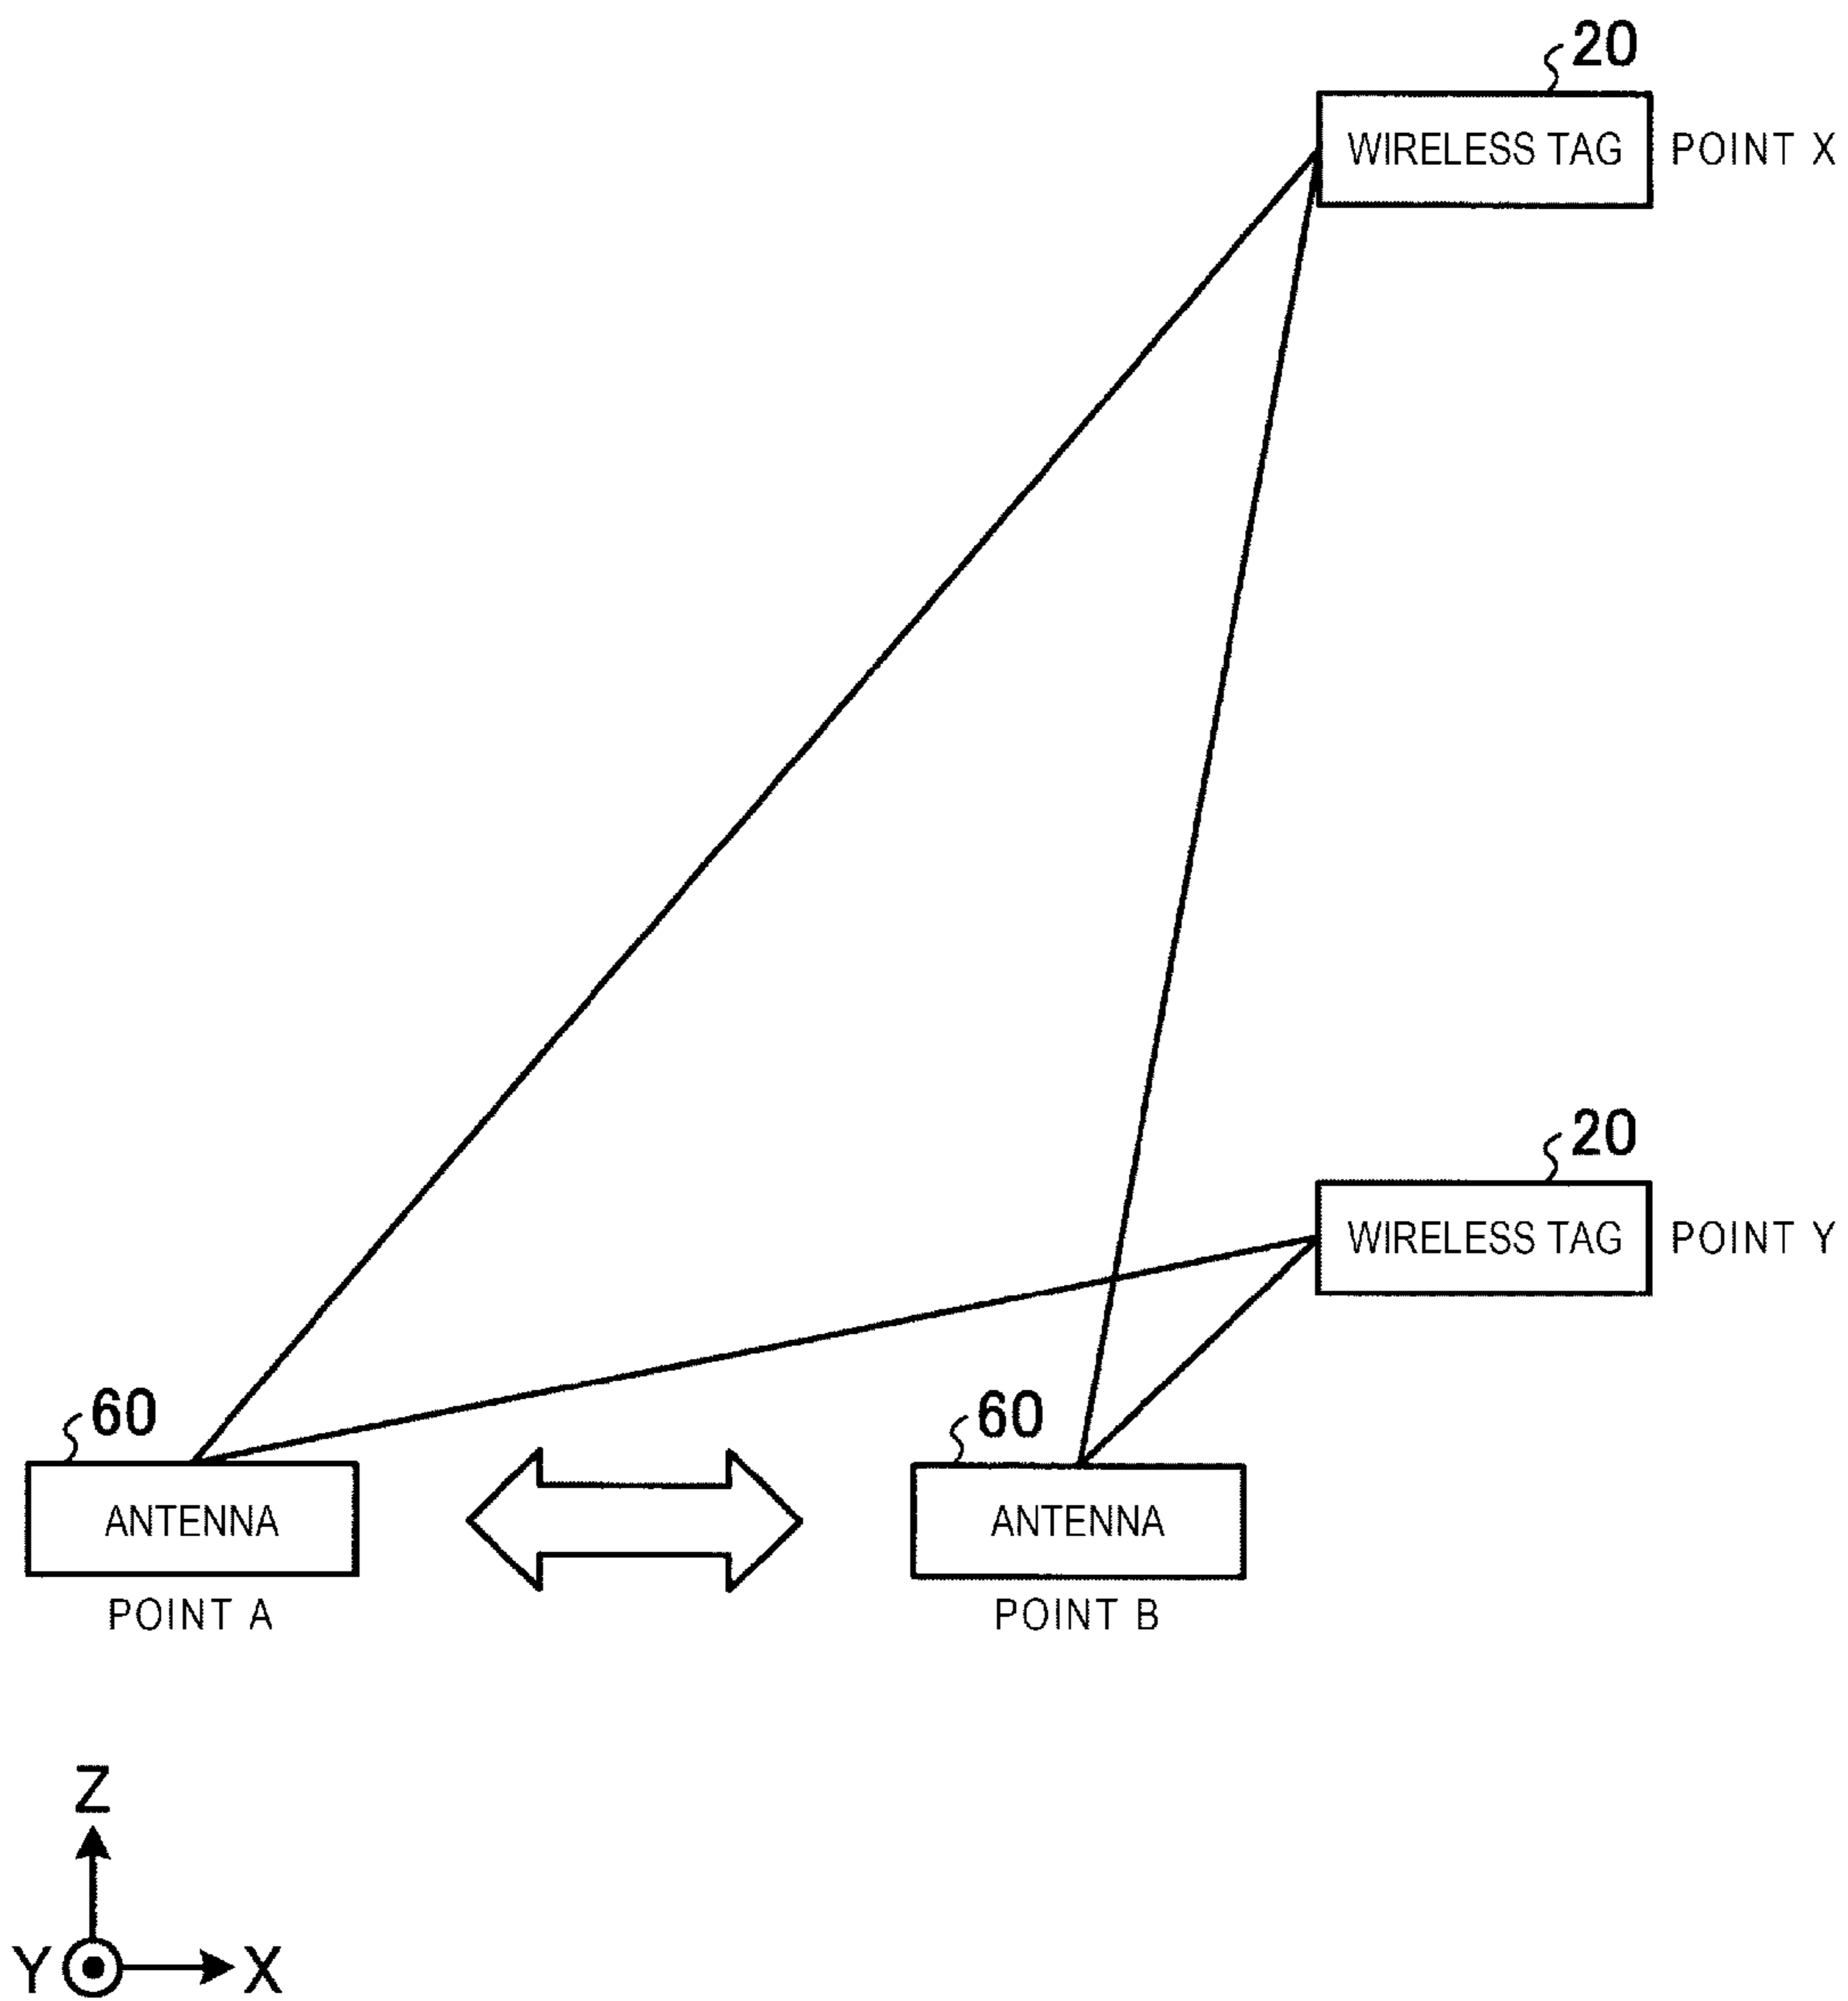 20
WIRELESS TAG POINT X
20
WIRELESS TAG POINT Y
60 60
ANTENNA ANTENNA
POINT A POINT B
Z
Y X